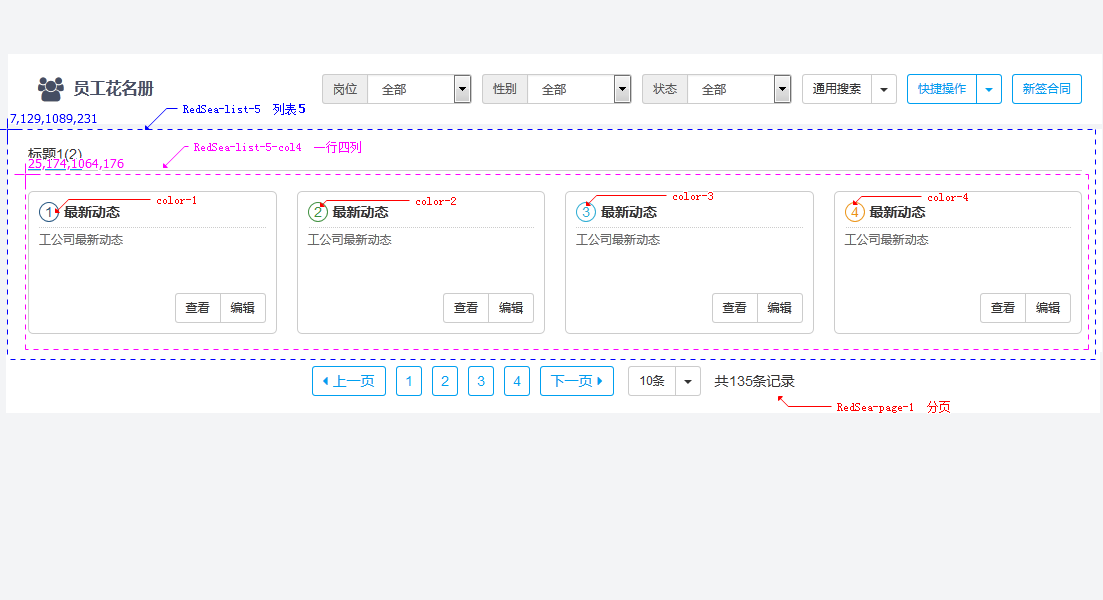 员工花名册 岗位 全部 性别 全部 状态 全部 通用搜索 快捷操作 新签合同
RedSea-list-5 列表5
7,129,1089,231
RedSea-list-5-col4 一行四列
标题1(2)
25,174,1064,176
color-1 color-2 color-3 color-4
1 最新动态 2 最新动态 3 最新动态 4 最新动态
工公司最新动态 工公司最新动态 工公司最新动态 工公司最新动态
查看 编辑 查看 编辑 查看 编辑 查看 编辑
上一页 1 2 3 4 下一页 10条 共135条记录
RedSea-page-1 分页